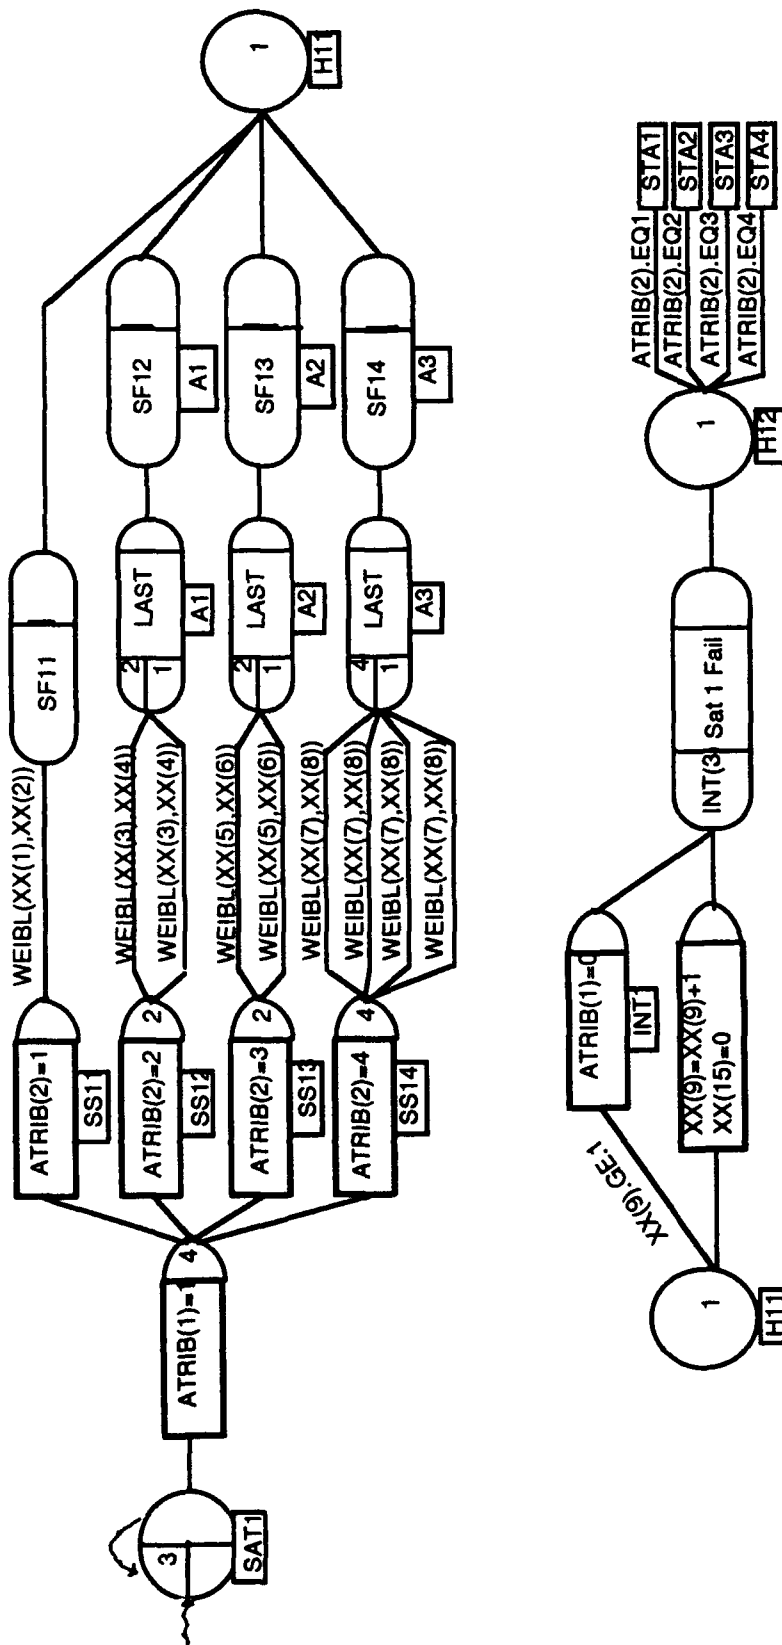 3
SAT1
ATRIB(1)=1
4
ATRIB(2)=1
SS11
WEIBL(XX(1),XX(2))
SF11
ATRIB(2)=2
2
SS12
WEIBL(XX(3),XX(4))
WEIBL(XX(3),XX(4))
2
1
LAST
A1
SF12
A1
ATRIB(2)=3
2
SS13
WEIBL(XX(5),XX(6))
WEIBL(XX(5),XX(6))
2
1
LAST
A2
SF13
A2
ATRIB(2)=4
4
SS14
WEIBL(XX(7),XX(8))
WEIBL(XX(7),XX(8))
WEIBL(XX(7),XX(8))
WEIBL(XX(7),XX(8))
4
1
LAST
A3
SF14
A3
1
H11
1
H11
XX(9).GE.1
ATRIB(1)=0
INT1
XX(9)=XX(9)+1
XX(15)=0
INT(3)
Sat 1 Fail
1
H12
ATRIB(2).EQ1
STA1
ATRIB(2).EQ2
STA2
ATRIB(2).EQ3
STA3
ATRIB(2).EQ4
STA4